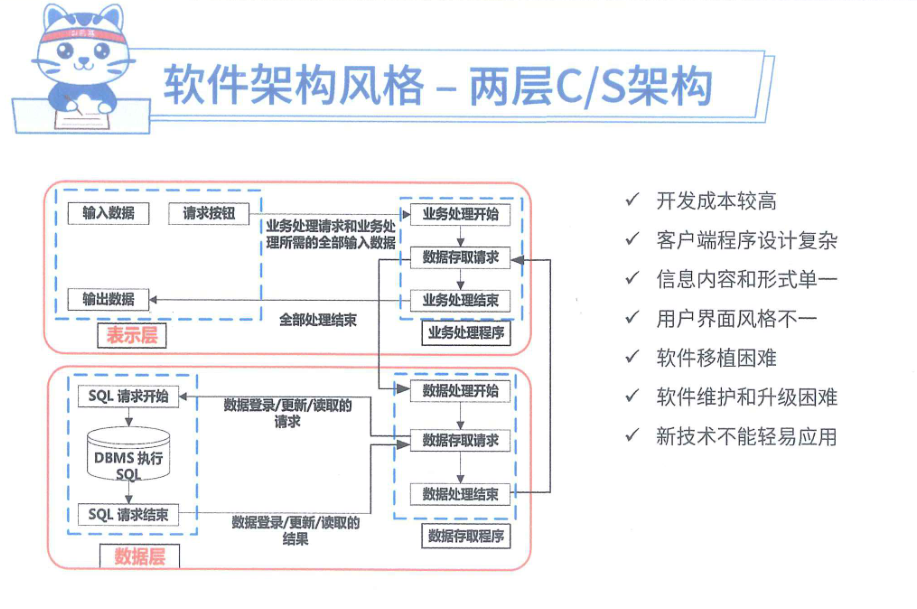 软件架构风格 – 两层C/S架构
输入数据
请求按钮
业务处理请求和业务处
理所需的全部输入数据
业务处理开始
数据存取请求
输出数据
业务处理结束
全部处理结束
表示层
业务处理程序
SQL 请求开始
数据登录/更新/读取的
请求
数据处理开始
DBMS 执行
SQL
数据存取请求
SQL 请求结束
数据登录/更新/读取的
结果
数据处理结束
数据层
数据存取程序
✓ 开发成本较高
✓ 客户端程序设计复杂
✓ 信息内容和形式单一
✓ 用户界面风格不一
✓ 软件移植困难
✓ 软件维护和升级困难
✓ 新技术不能轻易应用